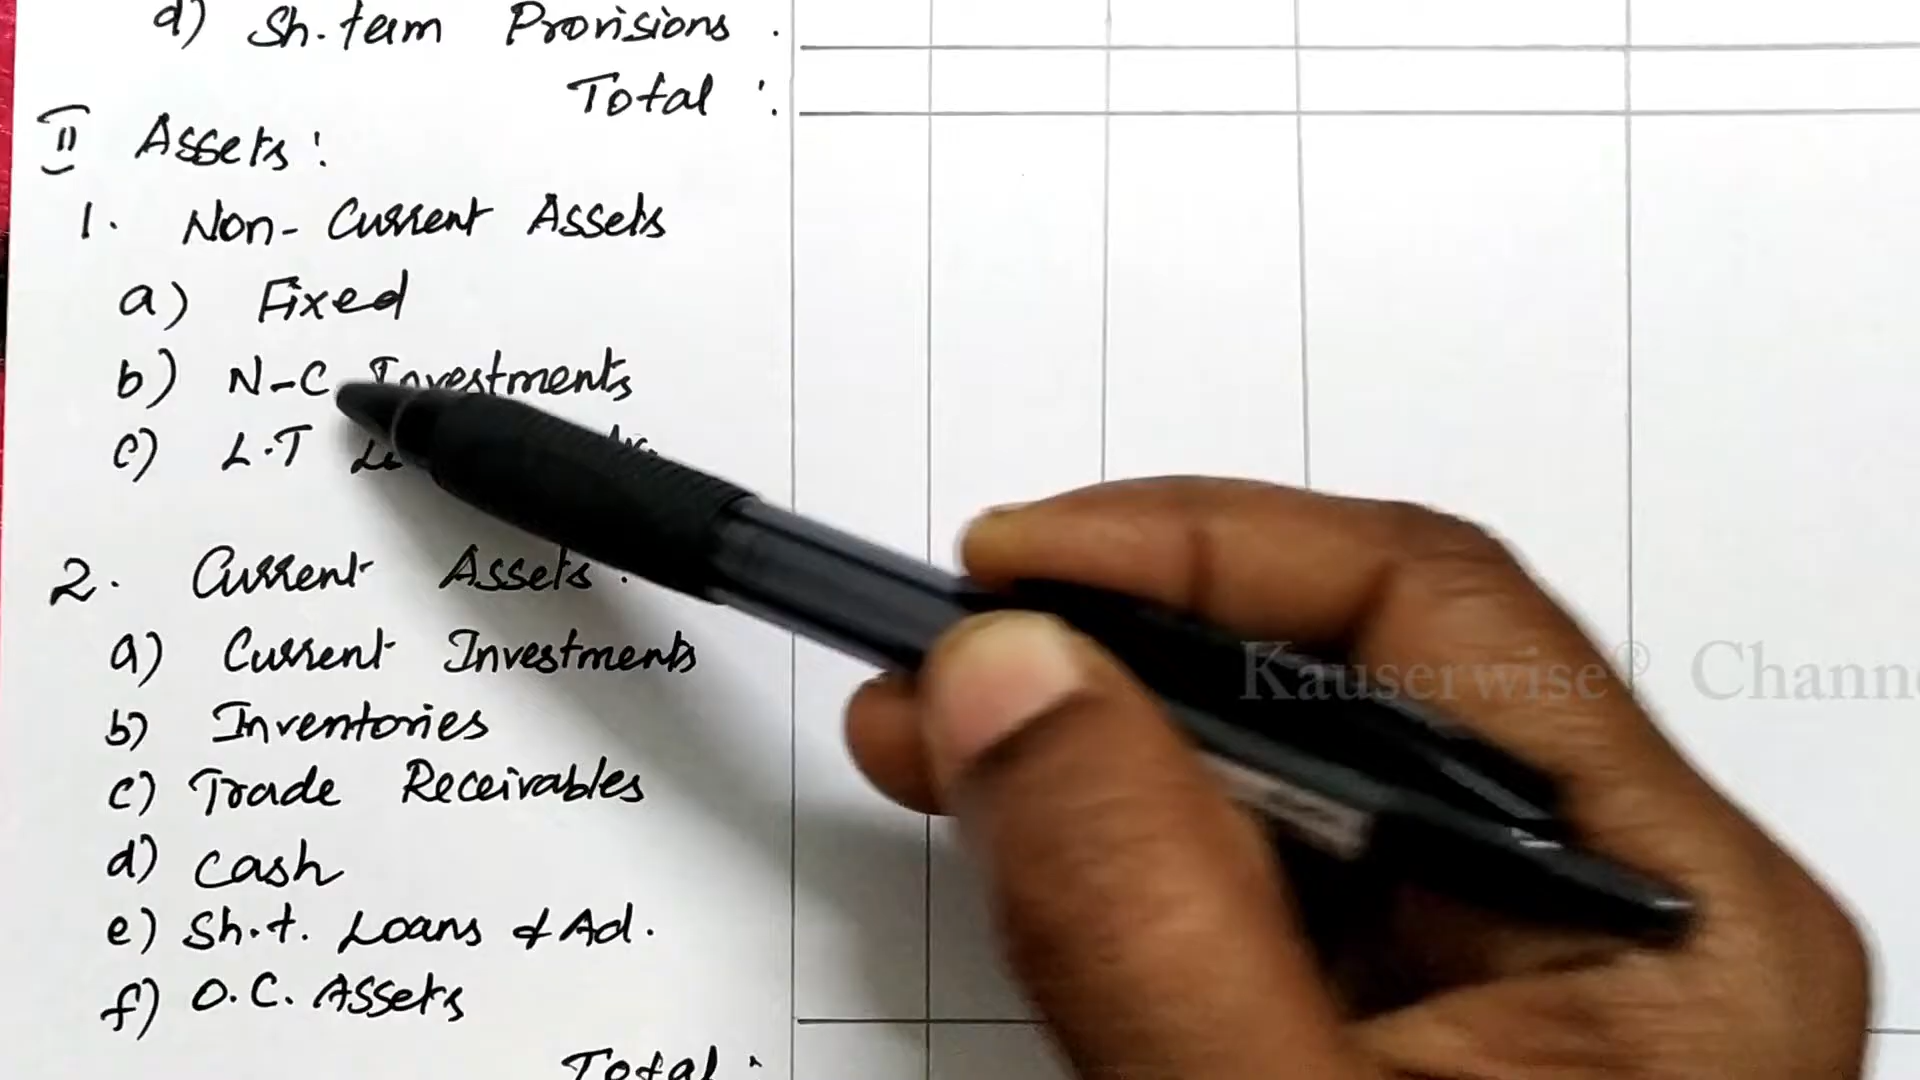 d) Sh. term Provisions .
Total :
II Assets :
1. Non-Current Assets
a) Fixed
b) N-C Investments
c) L.T
2. Current Assets .
a) Current Investments
b) Inventories
c) Trade Receivables
d) Cash
e) Sh.t. Loans & Ad.
f) O.C. Assets
Total :
Kauserwise® Channe